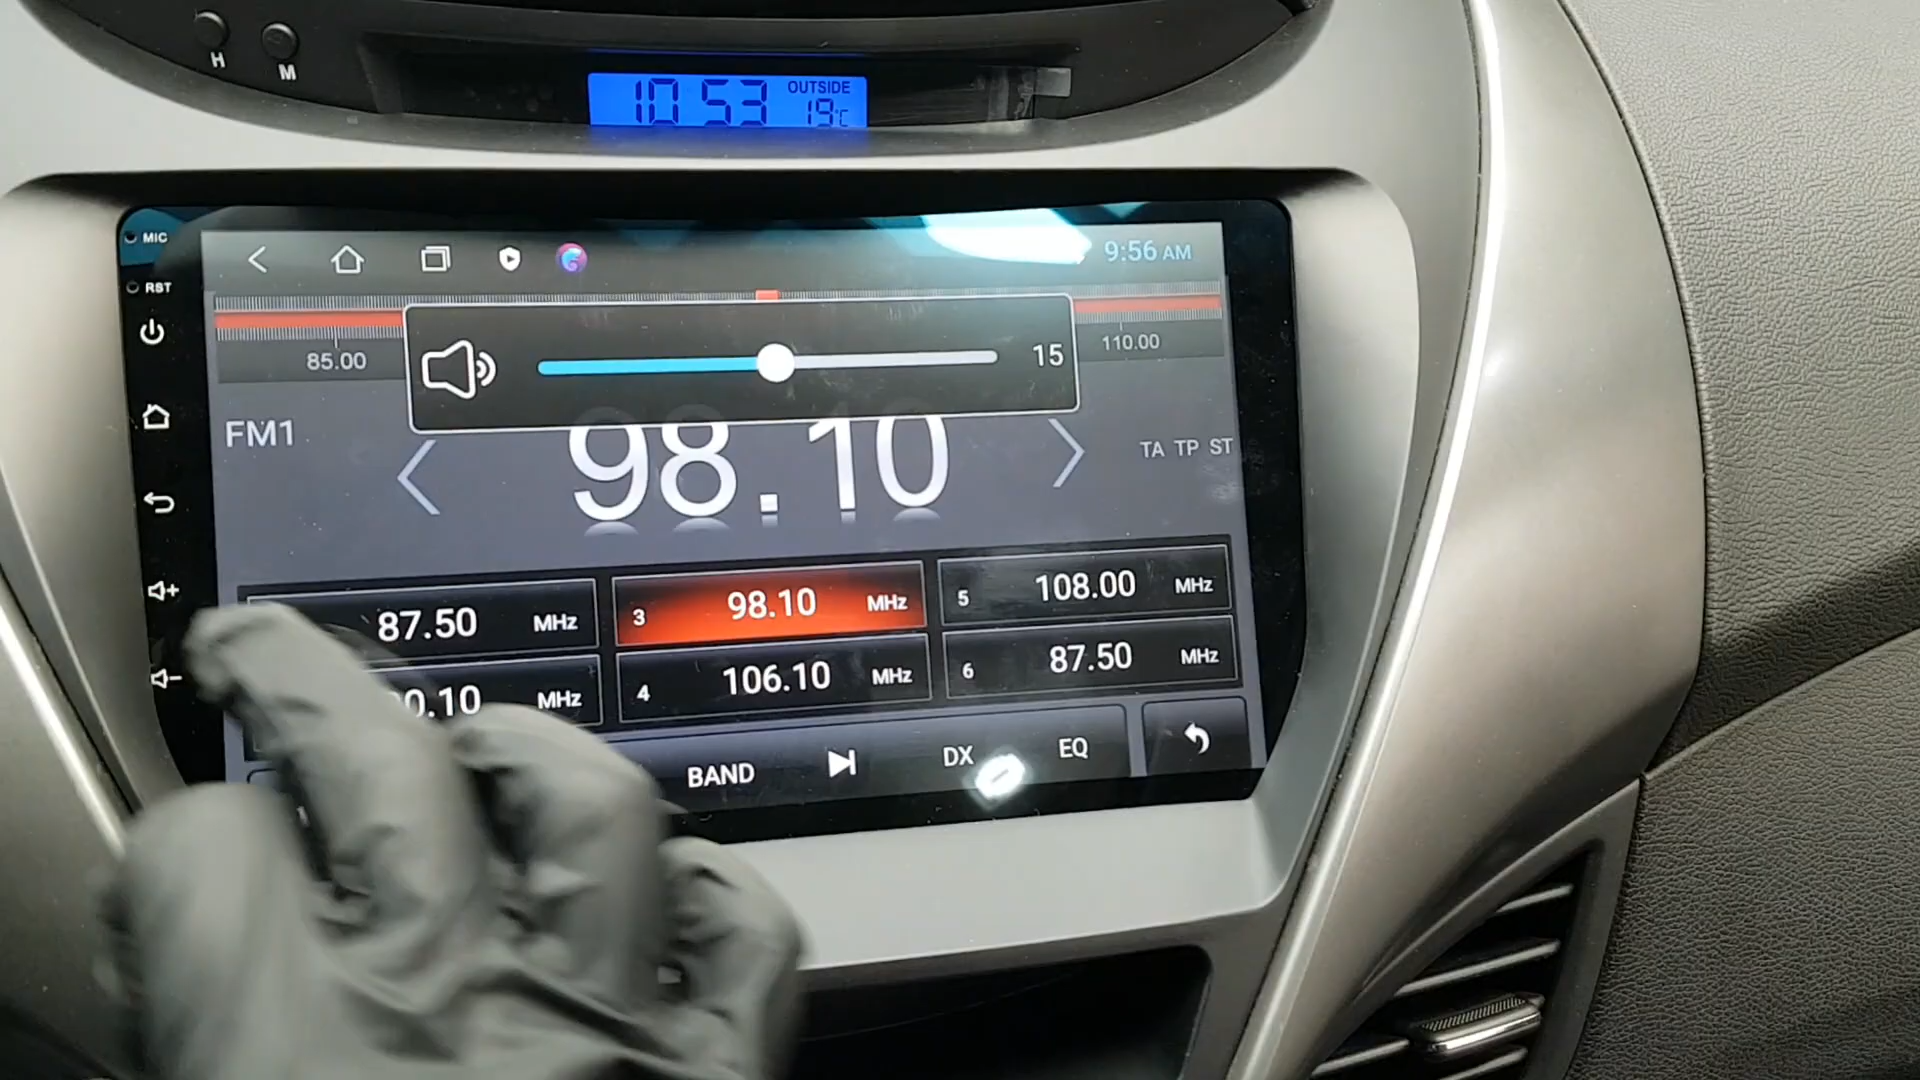 H
M
10 53
OUTSIDE
19°C
MIC
9:56 AM
RST
85.00
110.00
15
FM1
98.10
TA TP ST
87.50 MHz
3 98.10 MHz
5 108.00 MHz
MHz
4 106.10 MHz
6 87.50 MHz
BAND
DX
EQ